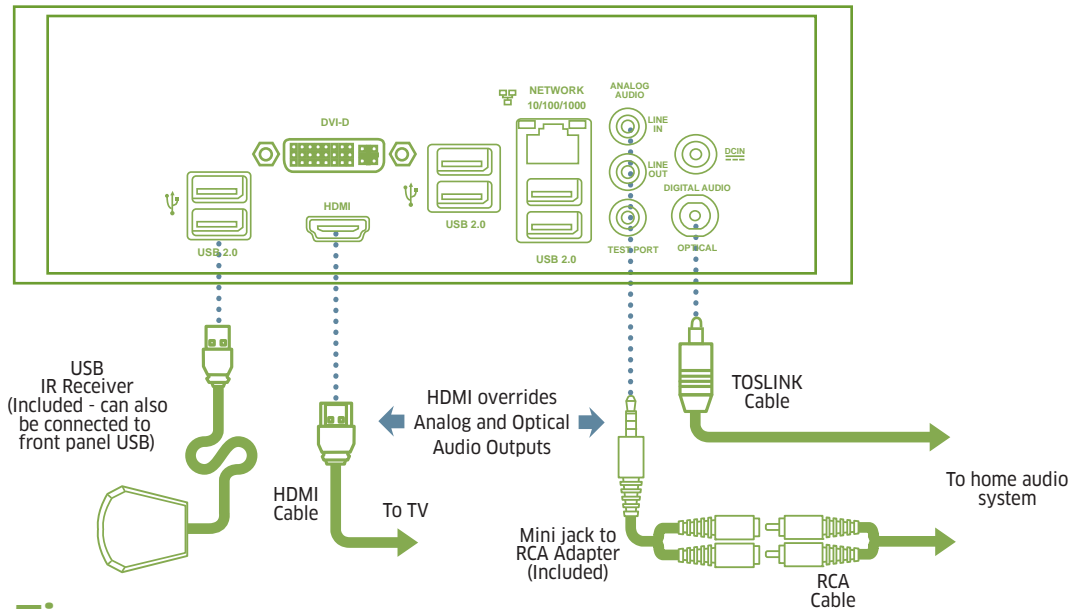 ANALOG
AUDIO
NETWORK
10/100/1000
LINE
IN
DVI-D
DCIN
LINE
OUT
DIGITAL AUDIO
HDMI
USB 2.0
USB 2.0
TEST PORT
OPTICAL
USB 2.0
USB
IR Receiver
(Included - can also
be connected to
front panel USB)
HDMI overrides
Analog and Optical
Audio Outputs
TOSLINK
Cable
HDMI
Cable
To TV
To home audio
system
Mini jack to
RCA Adapter
(Included)
RCA
Cable